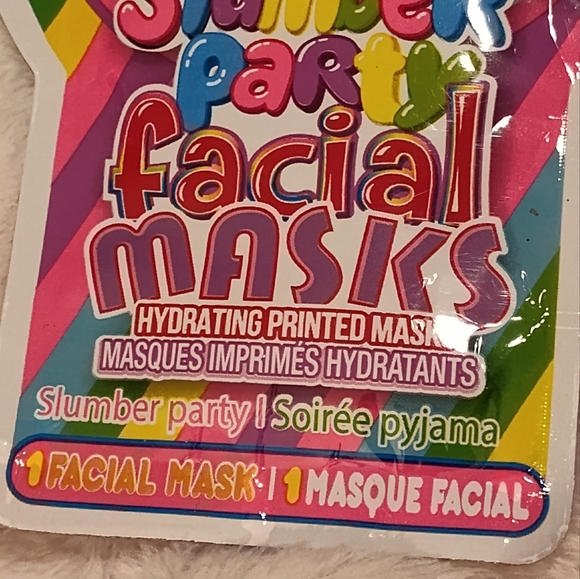 Slumber
party
facial
MASKS
HYDRATING PRINTED MASK
MASQUES IMPRIMÉS HYDRATANTS
Slumber party | Soirée pyjama
1 FACIAL MASK | 1 MASQUE FACIAL